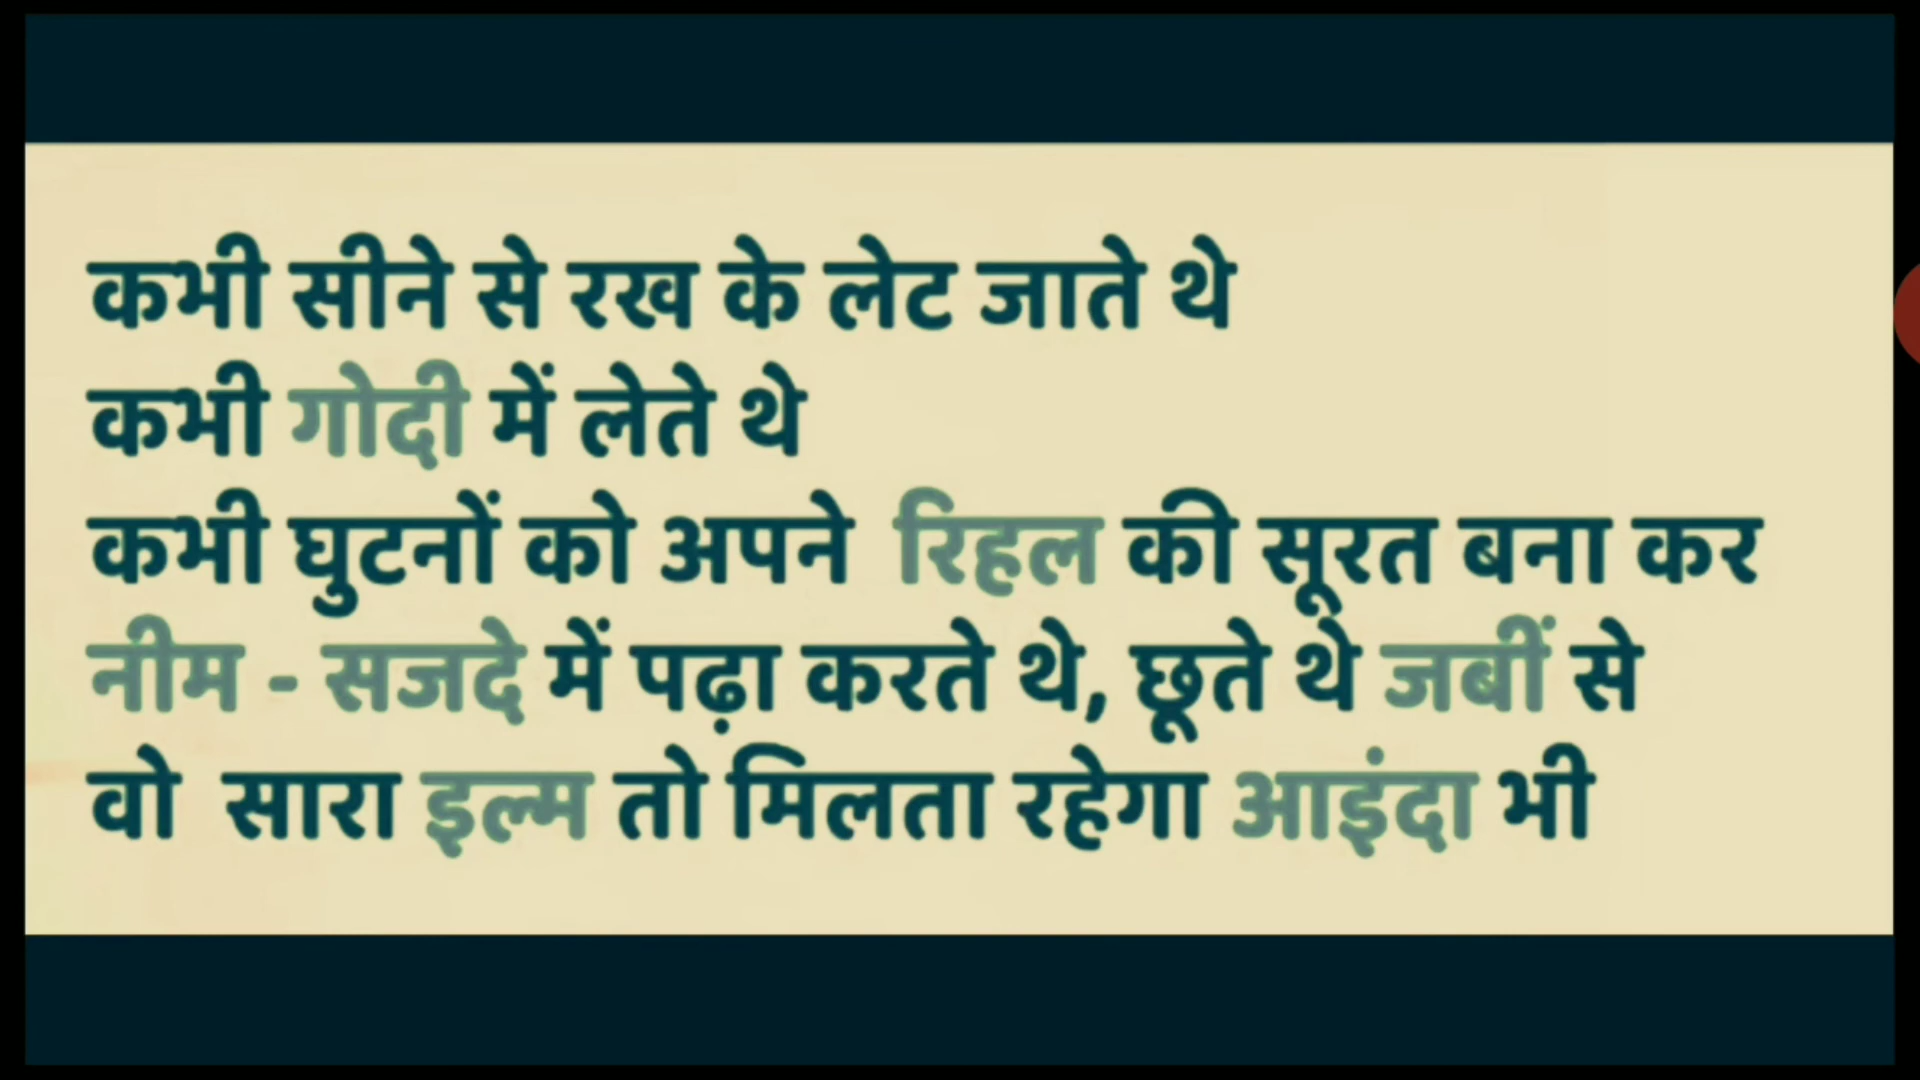 कभी सीने से रख के लेट जाते थे
कभी गोदी में लेते थे
कभी घुटनों को अपने रिहल की सूरत बना कर
नीम - सजदे में पढ़ा करते थे, छूते थे जबीं से
वो सारा इल्म तो मिलता रहेगा आइंदा भी